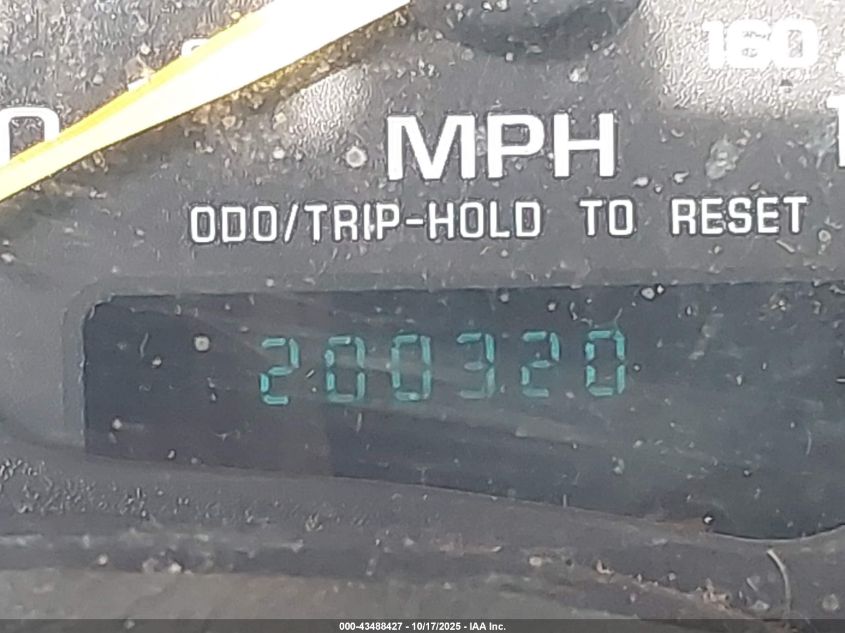 160
MPH
ODO/TRIP-HOLD TO RESET
200320
000-43488427 - 10/17/2025 - IAA Inc.